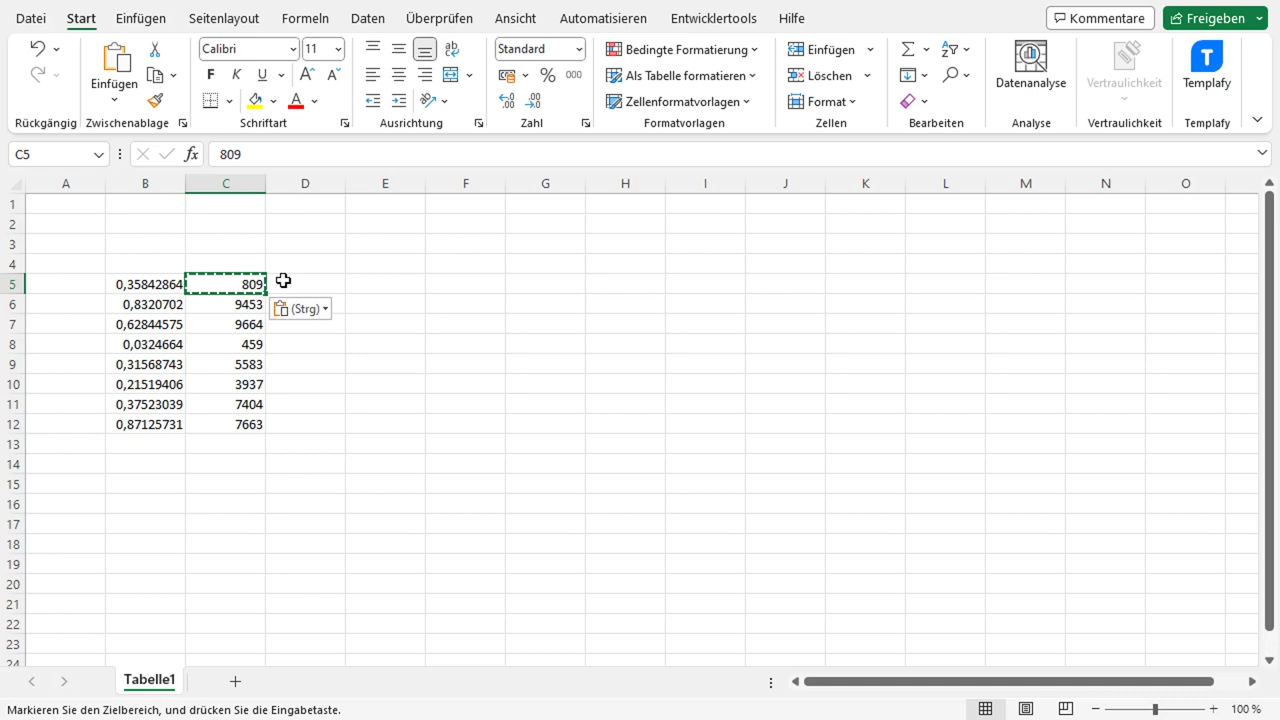 Datei Start Einfügen Seitenlayout Formeln Daten Überprüfen Ansicht Automatisieren Entwicklertools Hilfe Kommentare Freigeben
Einfügen
Calibri 11
F K U A A
A
ab
Standard
% 000
Bedingte Formatierung
Als Tabelle formatieren
Zellenformatvorlagen
Einfügen
Löschen
Format
Datenanalyse
Vertraulichkeit
Templafy
Rückgängig Zwischenablage Schriftart Ausrichtung Zahl Formatvorlagen Zellen Bearbeiten Analyse Vertraulichkeit Templafy
C5 fx 809
A B C D E F G H I J K L M N O
1
2
3
4
5 0,35842864 809
6 0,8320702 9453 (Strg)
7 0,62844575 9664
8 0,0324664 459
9 0,31568743 5583
10 0,21519406 3937
11 0,37523039 7404
12 0,87125731 7663
13
14
15
16
17
18
19
20
21
22
23
24
Tabelle1
Markieren Sie den Zielbereich, und drücken Sie die Eingabetaste. 100 %